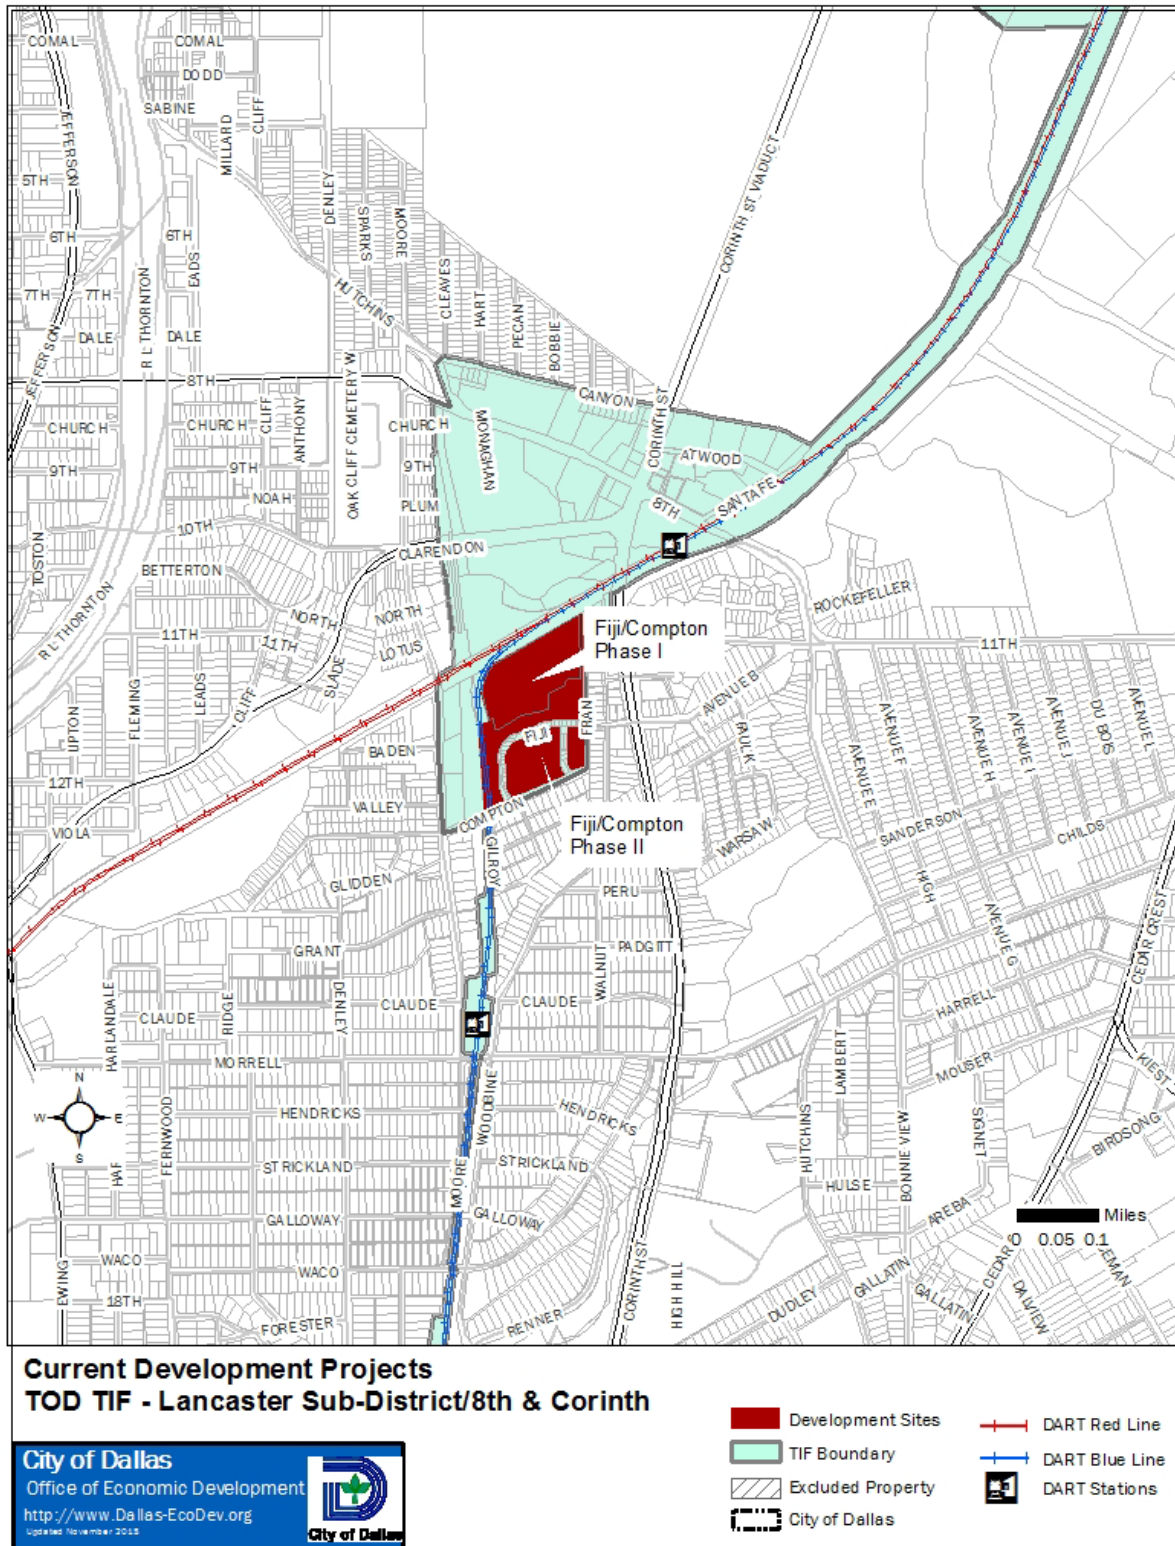 COMAL
COMAL
DODD
SABINE
JEFFERSON
MILLARD
CLIFF
DENLEY
SPARKS
MOORE
5TH
6TH
6TH
EADS
7TH
7TH
DALE
DALE
R L THORNTON
JEFFERSON
HUTCHINS
CLEAVES
HART
PECAN
BOBBIE
CORINTH ST VIADUCT
8TH
CANYON
CORINTH ST
CHURCH
CHURCH
CLIFF
ANTHONY
OAK CLIFF CEMETERY W
CHURCH
MONAGHAN
ATWOOD
9TH
9TH
9TH
NOAH
PLUM
8TH
SANTA FE
10TH
CLARENDON
TOSTON
BETTERTON
NORTH
NORTH
ROCKEFELLER
R L THORNTON
11TH
11TH
LOTUS
SLADE
Fiji/Compton
Phase I
11TH
UPTON
FLEMING
LEADS
CLIFF
FRAN
FIJI
AVENUE B
FAULK
AVENUE E
AVENUE F
AVENUE H
AVENUE I
AVENUE J
DU BOIS
AVENUE L
BADEN
12TH
VALLEY
VIOLA
COMPTON
GILROY
Fiji/Compton
Phase II
WARSAW
SANDERSON
CHILDS
GLIDDEN
PERU
HIGH
AVENUE G
GRANT
PADGITT
WALNUT
CEDAR CREST
HARLANDALE
CLAUDE
RIDGE
DENLEY
CLAUDE
CLAUDE
HARRELL
MORRELL
LAMBERT
MOUSER
KIEST
N
W
E
S
FERNWOOD
HENDRICKS
WOODBINE
HENDRICKS
HUTCHINS
BONNIE VIEW
SIGNET
BIRDSONG
HAR
STRICKLAND
MOORE
STRICKLAND
HULSE
AREBA
GALLOWAY
GALLOWAY
Miles
0 0.05 0.1
EWING
WACO
WACO
CORINTH ST
HIGH HILL
GALLATIN
GALLATIN
CEDAR
DALVIEW
18TH
FORESTER
RENNER
DUDLEY
Current Development Projects
TOD TIF - Lancaster Sub-District/8th & Corinth
City of Dallas
Office of Economic Development
http://www.Dallas-EcoDev.org
Updated November 2015
City of Dallas
Development Sites
TIF Boundary
Excluded Property
City of Dallas
DART Red Line
DART Blue Line
DART Stations